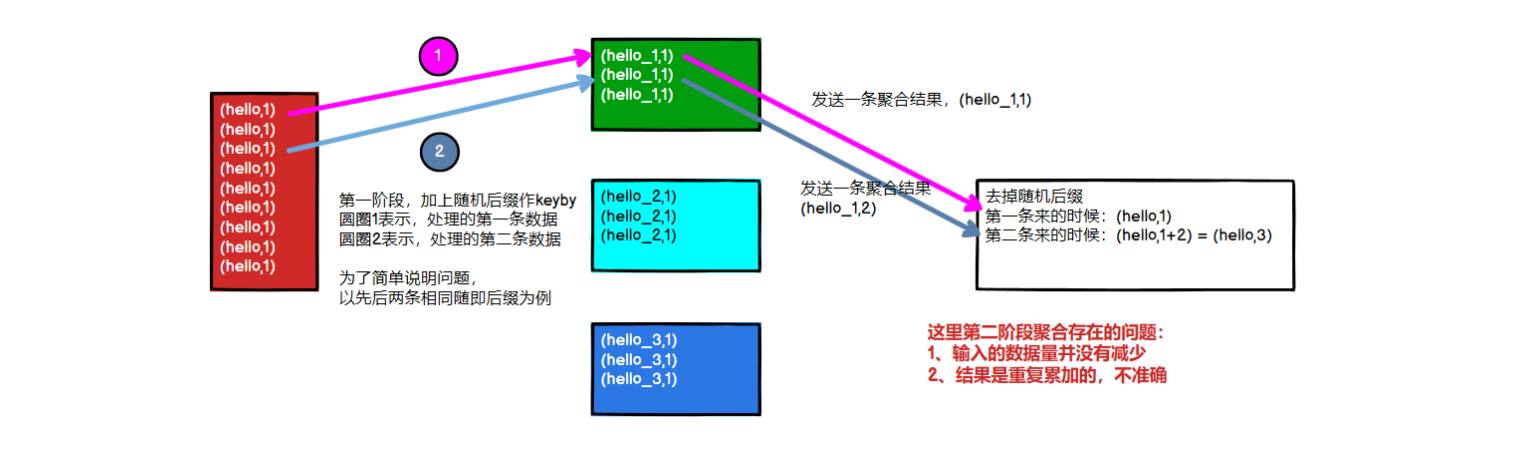 (hello,1)
(hello,1)
(hello,1)
(hello,1)
(hello,1)
(hello,1)
(hello,1)
(hello,1)
(hello,1)
1
2
第一阶段，加上随机后缀作keyby
圆圈1表示，处理的第一条数据
圆圈2表示，处理的第二条数据
为了简单说明问题，
以先后两条相同随即后缀为例
(hello_1,1)
(hello_1,1)
(hello_1,1)
(hello_2,1)
(hello_2,1)
(hello_2,1)
(hello_3,1)
(hello_3,1)
(hello_3,1)
发送一条聚合结果，(hello_1,1)
发送一条聚合结果
(hello_1,2)
去掉随机后缀
第一条来的时候：(hello,1)
第二条来的时候：(hello,1+2) = (hello,3)
这里第二阶段聚合存在的问题：
1、输入的数据量并没有减少
2、结果是重复累加的，不准确